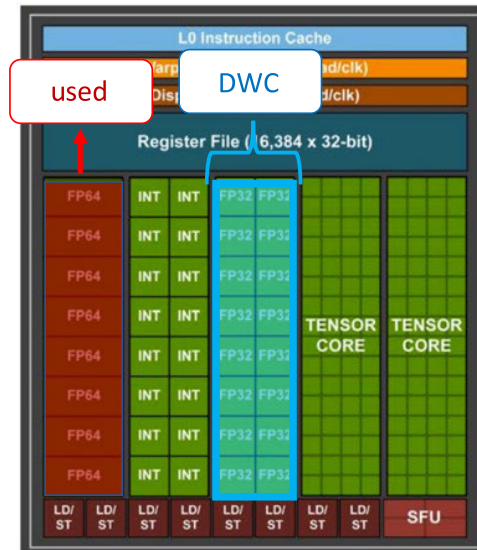 L0 Instruction Cache
used
DWC
Register File (16,384 x 32-bit)
FP64 INT INT FP32 FP32
FP64 INT INT FP32 FP32
FP64 INT INT FP32 FP32
FP64 INT INT FP32 FP32
FP64 INT INT FP32 FP32
FP64 INT INT FP32 FP32
FP64 INT INT FP32 FP32
FP64 INT INT FP32 FP32
TENSOR CORE
TENSOR CORE
LD/ST LD/ST LD/ST LD/ST LD/ST LD/ST LD/ST LD/ST SFU